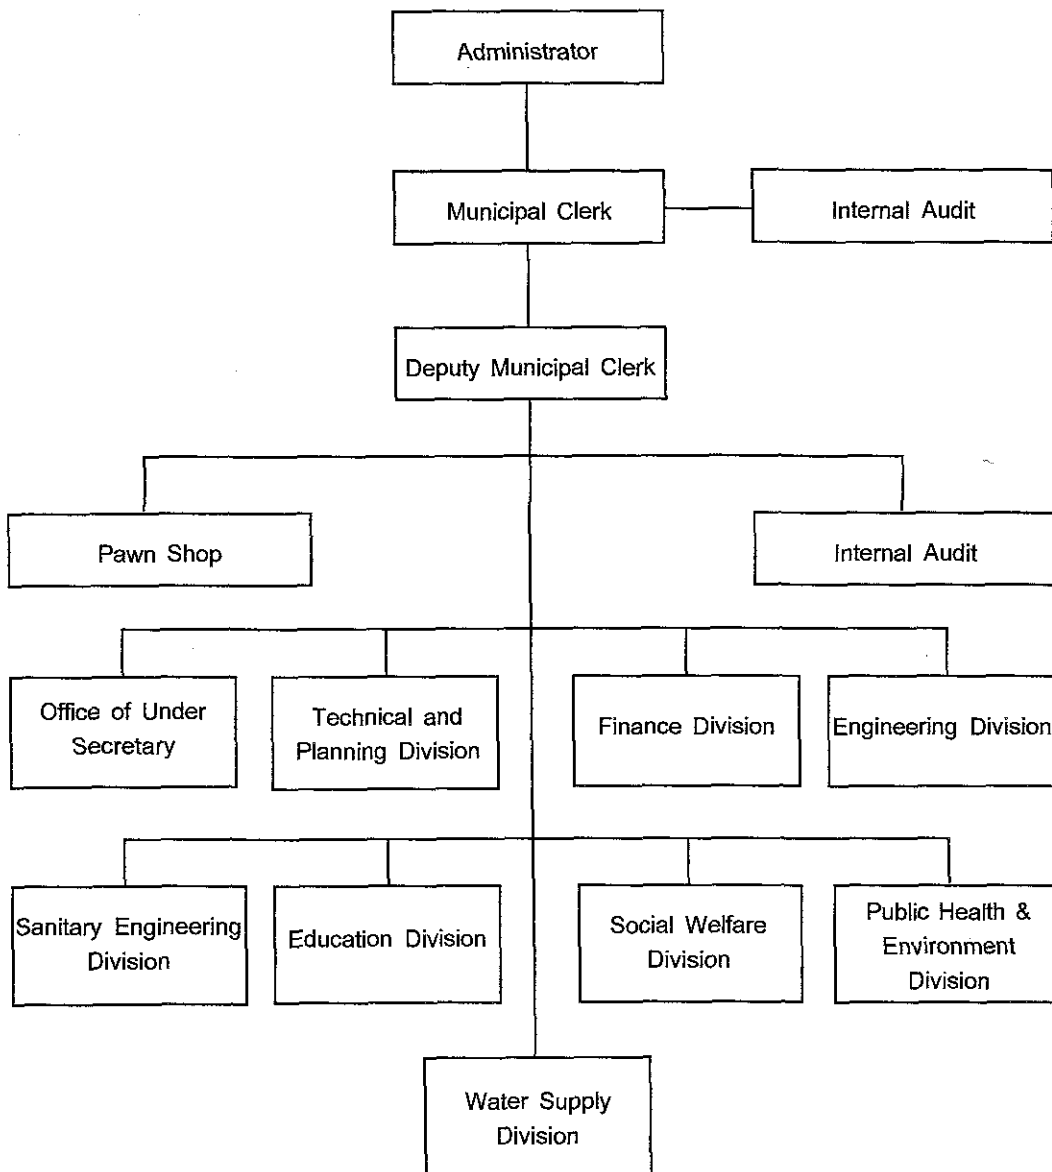 Administrator
Municipal Clerk
Internal Audit
Deputy Municipal Clerk
Pawn Shop
Internal Audit
Office of Under
Secretary
Technical and
Planning Division
Finance Division
Engineering Division
Sanitary Engineering
Division
Education Division
Social Welfare
Division
Public Health &
Environment
Division
Water Supply
Division